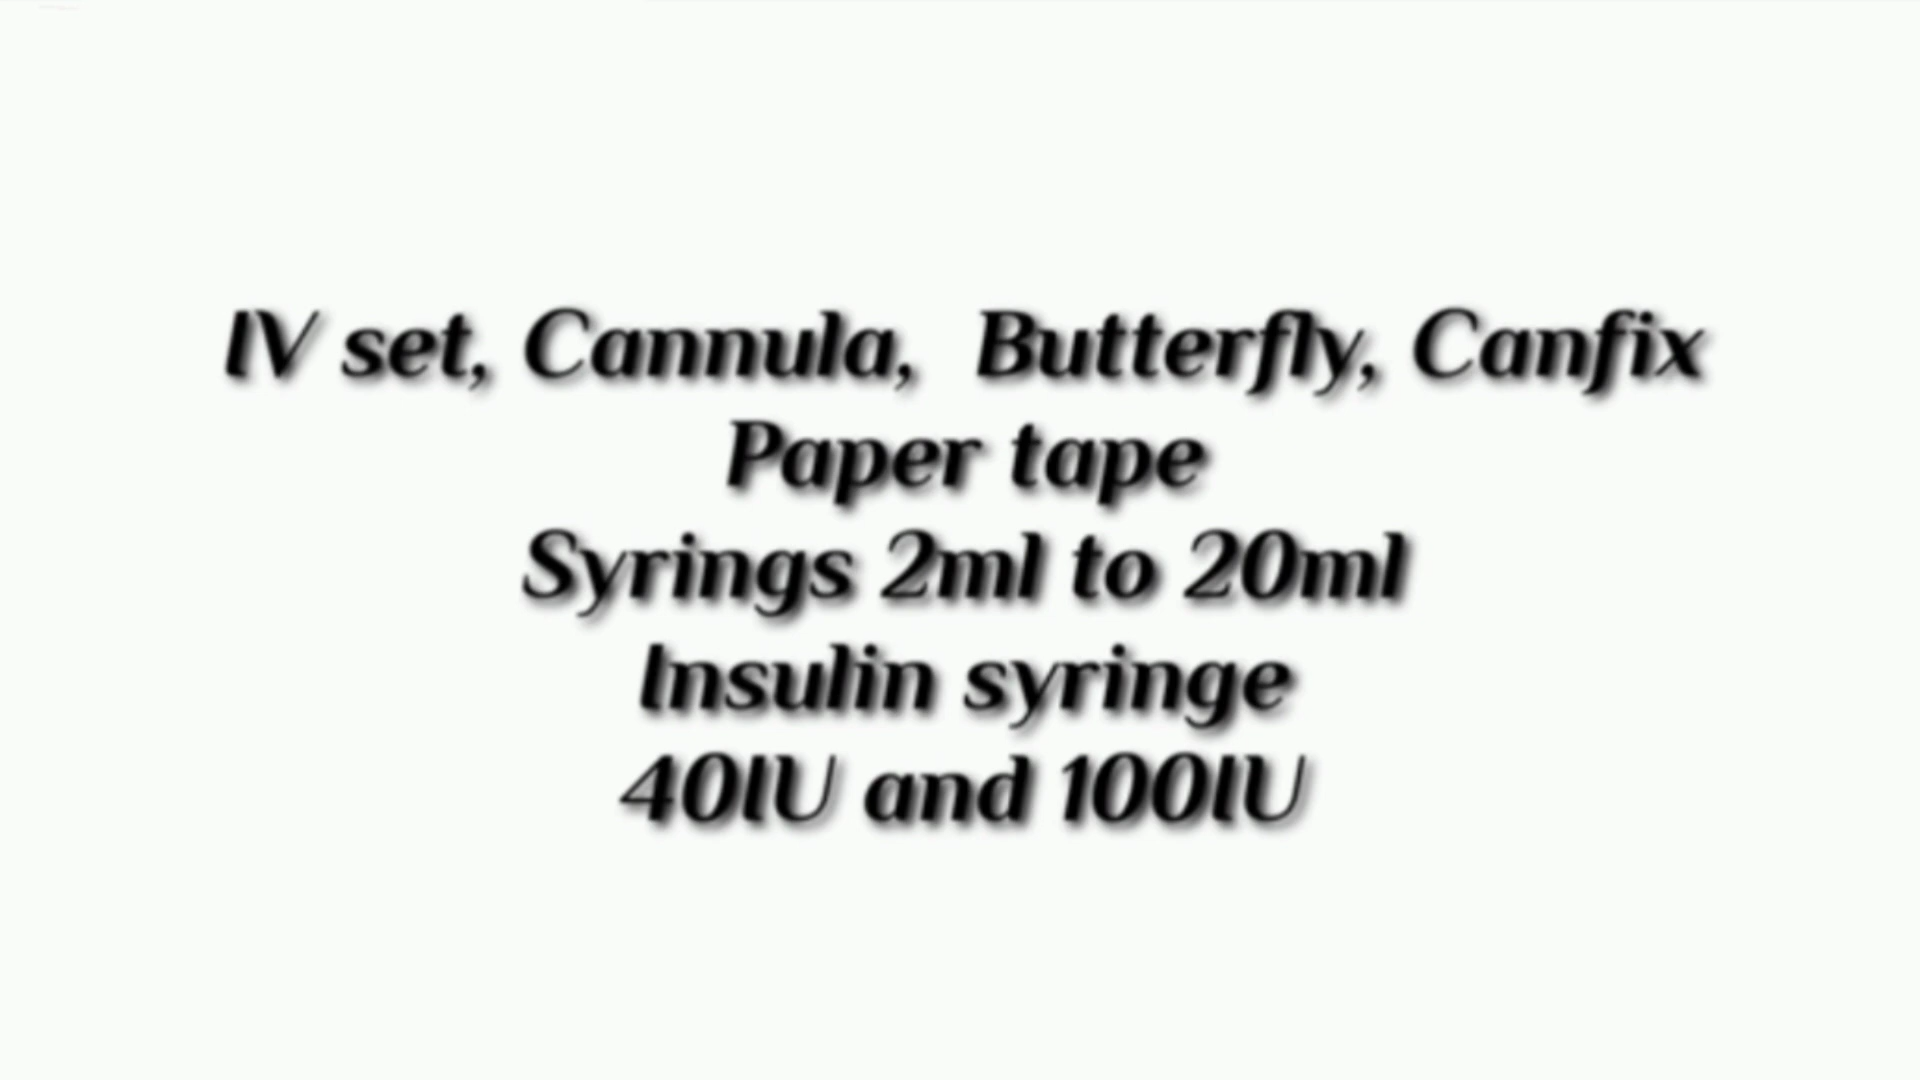 IV set, Cannula,  Butterfly, Canfix
Paper tape
Syrings 2ml to 20ml
Insulin syringe
40IU and 100IU